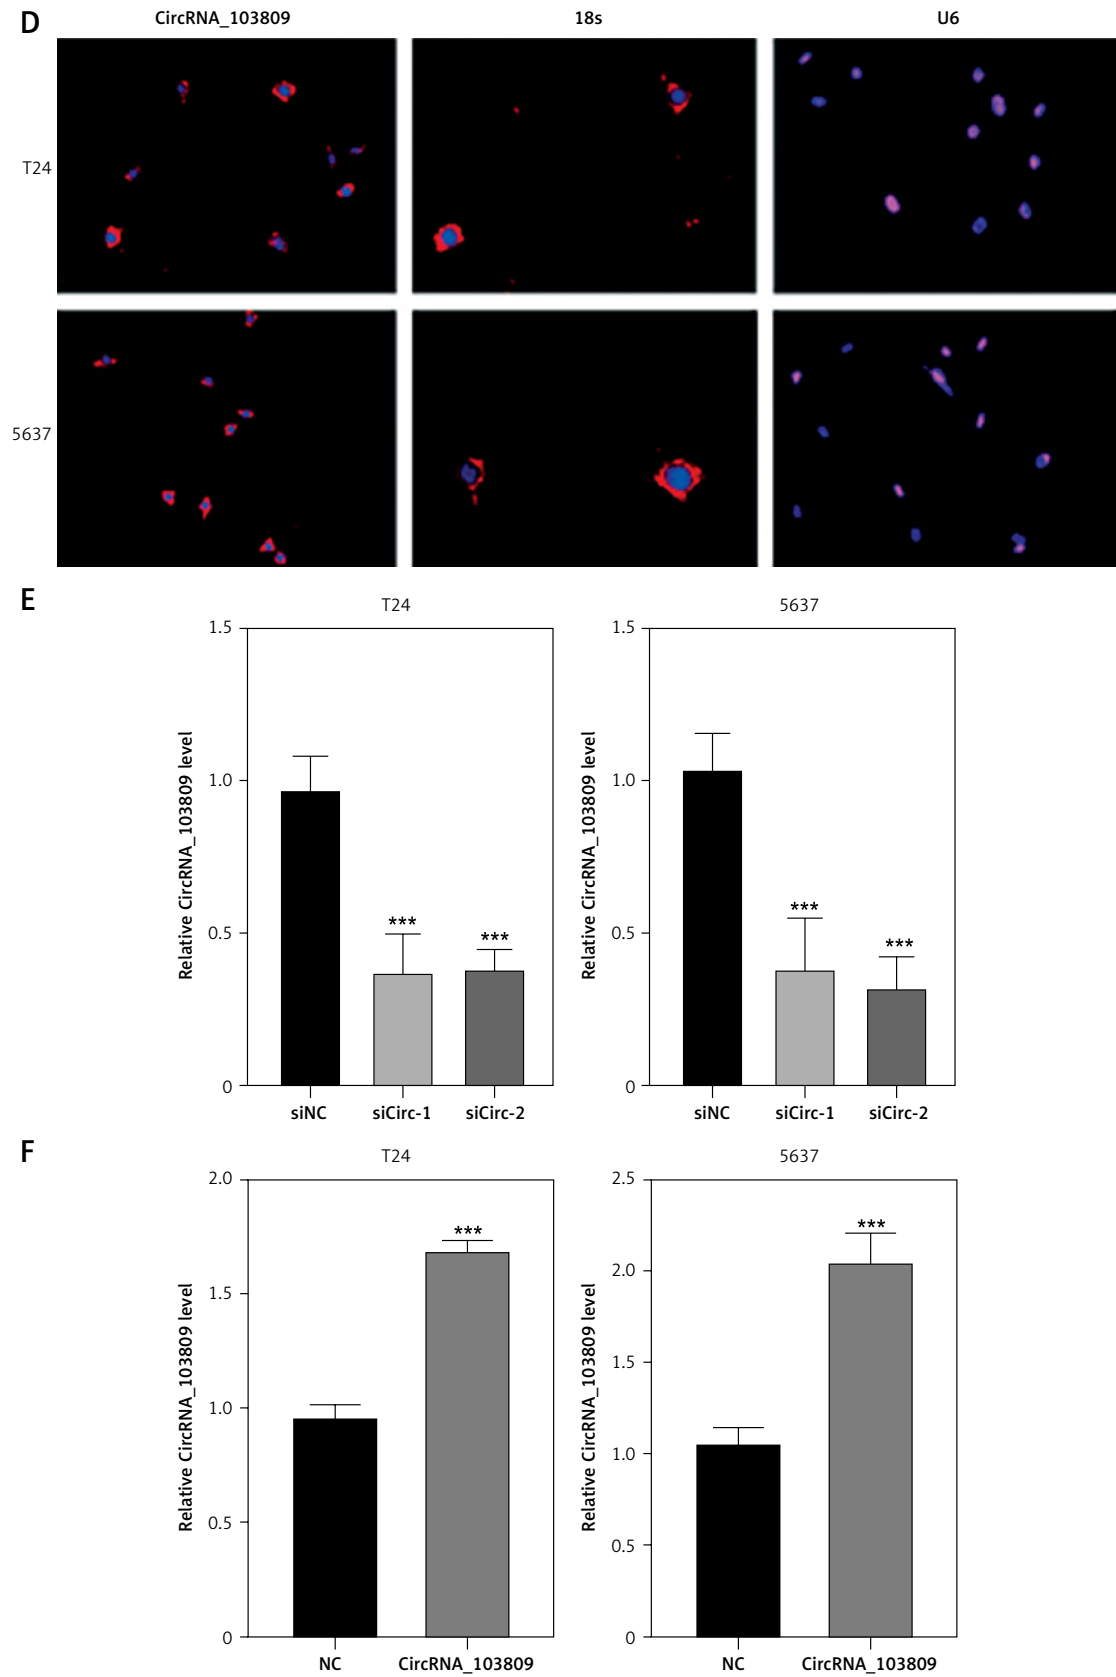 D
CircRNA_103809 18s U6
T24
5637
E
T24
Relative CircRNA_103809 level
1.5
1.0
0.5
0
***
***
siNC siCirc-1 siCirc-2
5637
Relative CircRNA_103809 level
1.5
1.0
0.5
0
***
***
siNC siCirc-1 siCirc-2
F
T24
Relative CircRNA_103809 level
2.0
1.5
1.0
0.5
0
***
NC CircRNA_103809
5637
Relative CircRNA_103809 level
2.5
2.0
1.5
1.0
0.5
0
***
NC CircRNA_103809